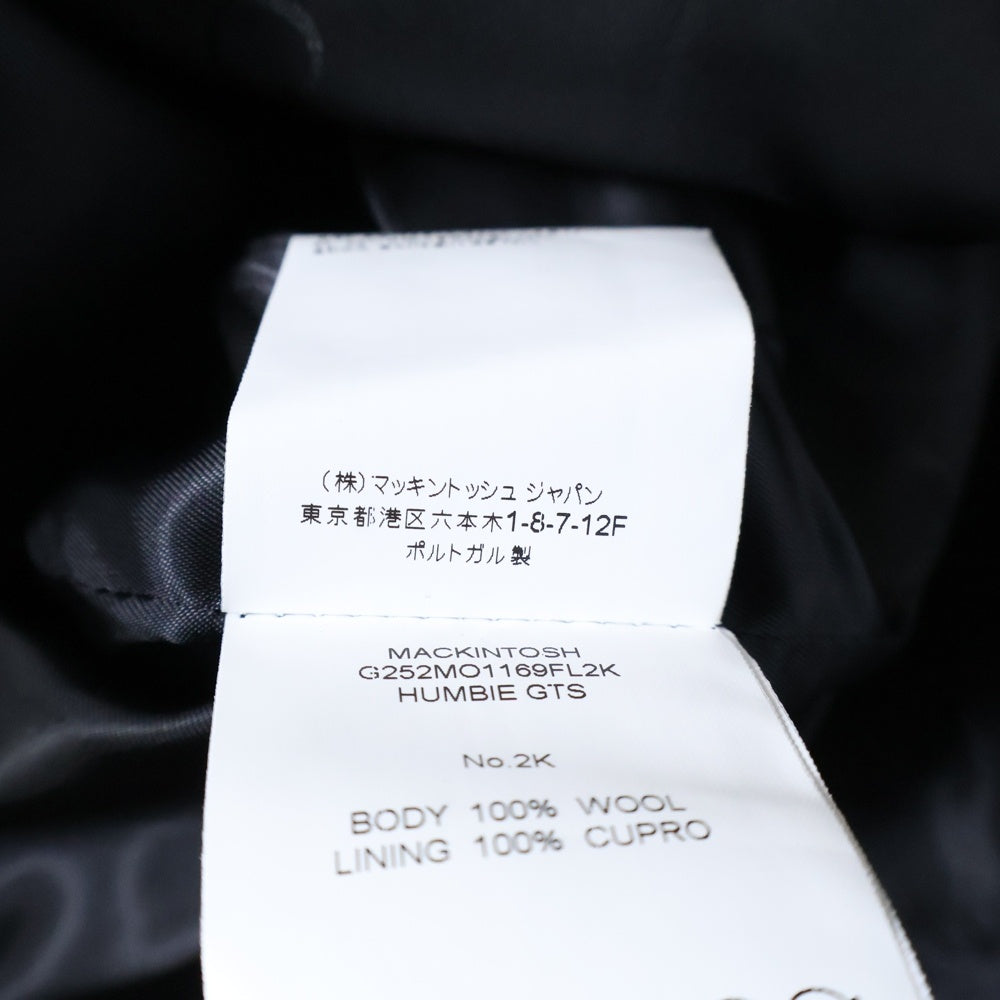 (株)マッキントッシュ ジャパン
東京都港区六本木1-8-7-12F
ポルトガル製
MACKINTOSH
G252MO1169FL2K
HUMBIE GTS
No.2K
BODY 100% WOOL
LINING 100% CUPRO